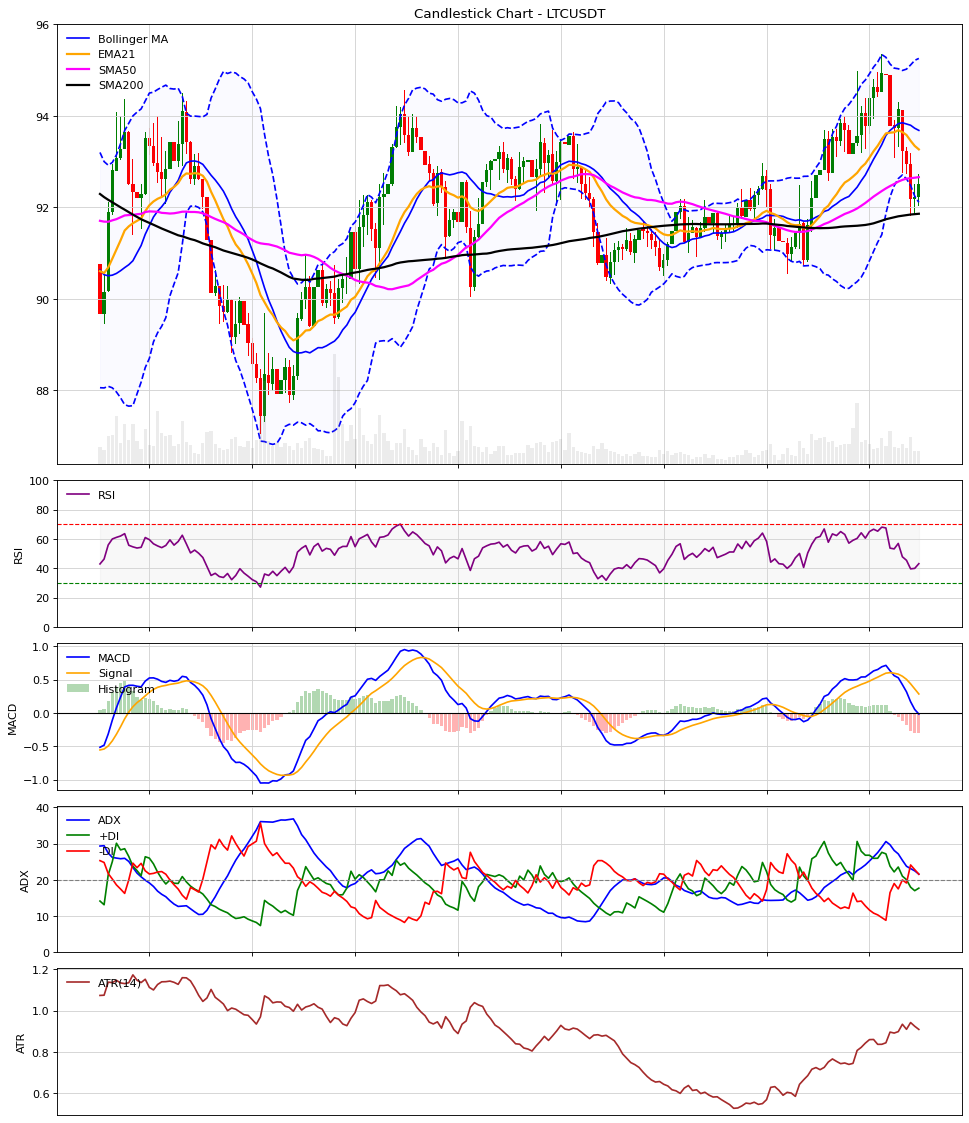 Candlestick Chart - LTCUSDT
96
94
92
90
88
Bollinger MA
EMA21
SMA50
SMA200
100
80
60
40
20
0
RSI
RSI
1.0
0.5
0.0
−0.5
−1.0
MACD
MACD
Signal
Histogram
40
30
20
10
0
ADX
ADX
+DI
-DI
1.2
1.0
0.8
0.6
ATR
ATR(14)